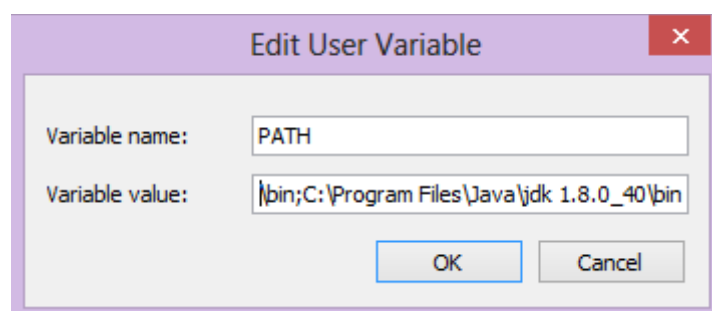 Edit User Variable
Variable name: PATH
Variable value: \bin;C:\Program Files\Java\jdk 1.8.0_40\bin
OK Cancel